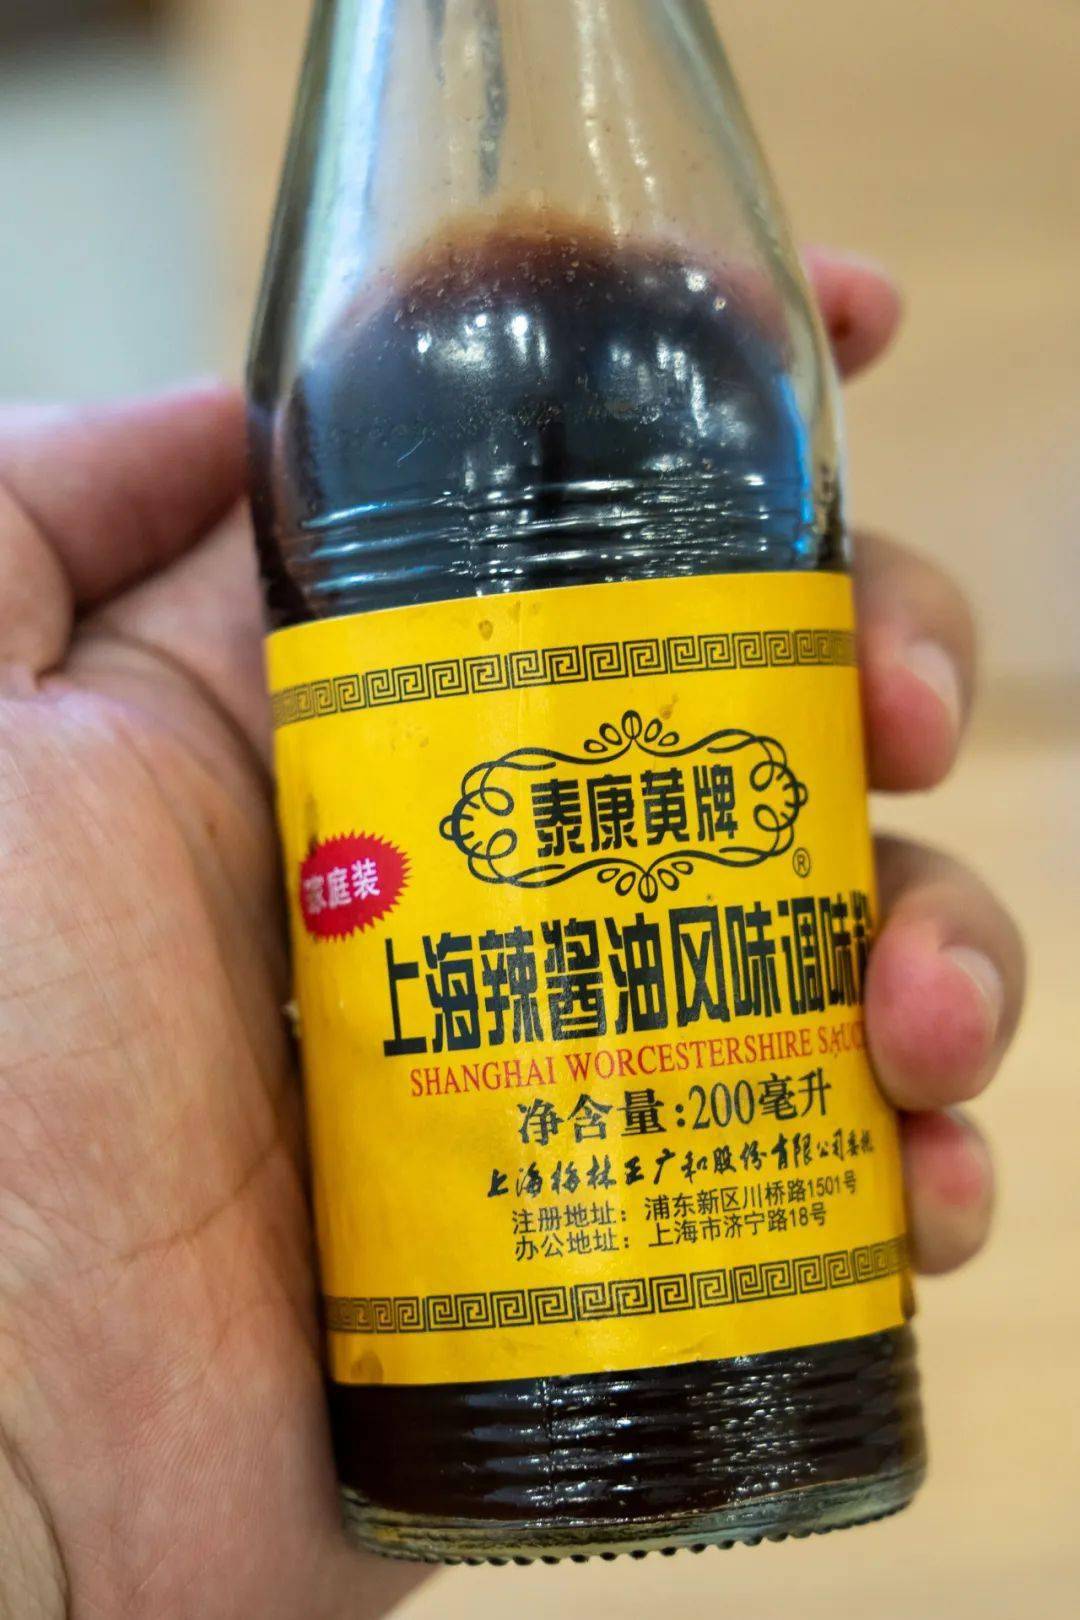 泰康黄牌
®
家庭装
上海辣酱油风味调味
SHANGHAI WORCESTERSHIRE SAUC
净含量:200毫升
上海梅林正广和股份有限公司委托
注册地址：浦东新区川桥路1501号
办公地址：上海市济宁路18号